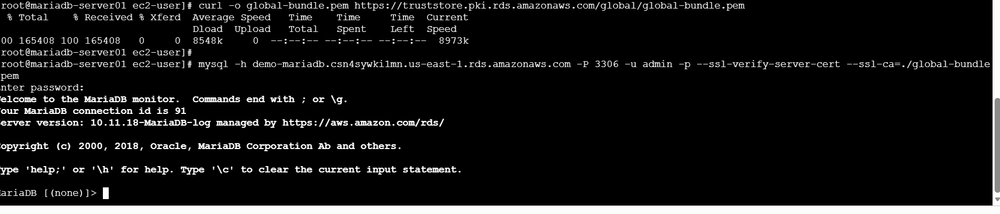 root@mariadb-server01 ec2-user]# curl -o global-bundle.pem https://truststore.pki.rds.amazonaws.com/global/global-bundle.pem
% Total % Received % Xferd Average Speed Time Time Time Current
Dload Upload Total Spent Left Speed
00 165408 100 165408 0 0 8548k 0 --:--:-- --:--:-- --:--:-- 8973k
root@mariadb-server01 ec2-user]#
root@mariadb-server01 ec2-user]# mysql -h demo-mariadb.csn4sywki1mn.us-east-1.rds.amazonaws.com -P 3306 -u admin -p --ssl-verify-server-cert --ssl-ca=./global-bundle
pem
nter password:
elcome to the MariaDB monitor. Commands end with ; or \g.
our MariaDB connection id is 91
erver version: 10.11.18-MariaDB-log managed by https://aws.amazon.com/rds/
opyright (c) 2000, 2018, Oracle, MariaDB Corporation Ab and others.
ype 'help;' or '\h' for help. Type '\c' to clear the current input statement.
ariaDB [(none)]>